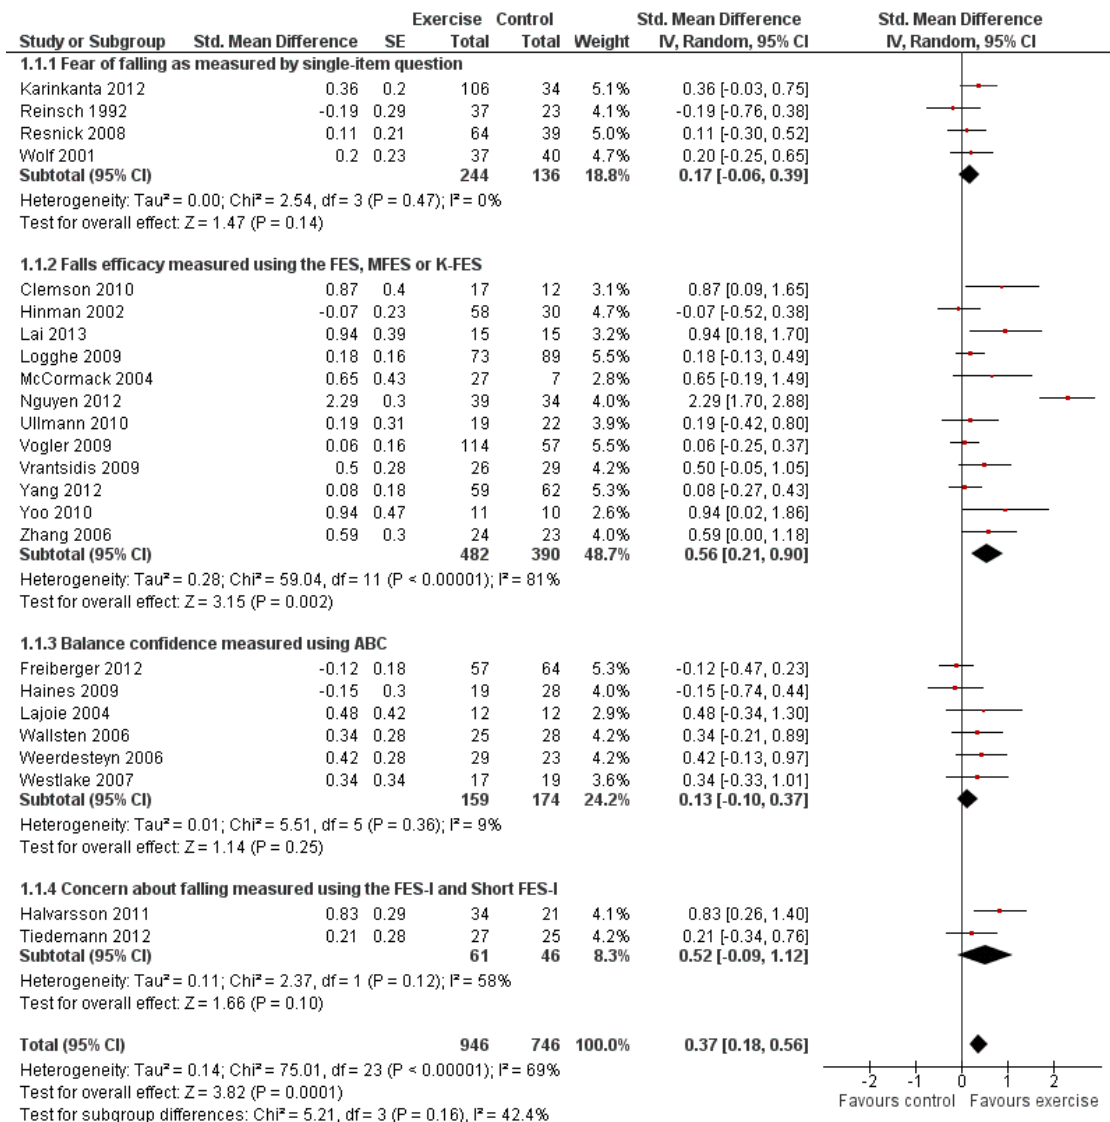 Exercise Control Std. Mean Difference Std. Mean Difference
Study or Subgroup Std. Mean Difference SE Total Total Weight IV, Random, 95% CI IV, Random, 95% CI
1.1.1 Fear of falling as measured by single-item question
Karinkanta 2012 0.36 0.2 106 34 5.1% 0.36 [-0.03, 0.75]
Reinsch 1992 -0.19 0.29 37 23 4.1% -0.19 [-0.76, 0.38]
Resnick 2008 0.11 0.21 64 39 5.0% 0.11 [-0.30, 0.52]
Wolf 2001 0.2 0.23 37 40 4.7% 0.20 [-0.25, 0.65]
Subtotal (95% CI) 244 136 18.8% 0.17 [-0.06, 0.39]
Heterogeneity: Tau² = 0.00; Chi² = 2.54, df = 3 (P = 0.47); I² = 0%
Test for overall effect: Z = 1.47 (P = 0.14)
1.1.2 Falls efficacy measured using the FES, MFES or K-FES
Clemson 2010 0.87 0.4 17 12 3.1% 0.87 [0.09, 1.65]
Hinman 2002 -0.07 0.23 58 30 4.7% -0.07 [-0.52, 0.38]
Lai 2013 0.94 0.39 15 15 3.2% 0.94 [0.18, 1.70]
Logghe 2009 0.18 0.16 73 89 5.5% 0.18 [-0.13, 0.49]
McCormack 2004 0.65 0.43 27 7 2.8% 0.65 [-0.19, 1.49]
Nguyen 2012 2.29 0.3 39 34 4.0% 2.29 [1.70, 2.88]
Ullmann 2010 0.19 0.31 19 22 3.9% 0.19 [-0.42, 0.80]
Vogler 2009 0.06 0.16 114 57 5.5% 0.06 [-0.25, 0.37]
Vrantsidis 2009 0.5 0.28 26 29 4.2% 0.50 [-0.05, 1.05]
Yang 2012 0.08 0.18 59 62 5.3% 0.08 [-0.27, 0.43]
Yoo 2010 0.94 0.47 11 10 2.6% 0.94 [0.02, 1.86]
Zhang 2006 0.59 0.3 24 23 4.0% 0.59 [0.00, 1.18]
Subtotal (95% CI) 482 390 48.7% 0.56 [0.21, 0.90]
Heterogeneity: Tau² = 0.28; Chi² = 59.04, df = 11 (P < 0.00001); I² = 81%
Test for overall effect: Z = 3.15 (P = 0.002)
1.1.3 Balance confidence measured using ABC
Freiberger 2012 -0.12 0.18 57 64 5.3% -0.12 [-0.47, 0.23]
Haines 2009 -0.15 0.3 19 28 4.0% -0.15 [-0.74, 0.44]
Lajoie 2004 0.48 0.42 12 12 2.9% 0.48 [-0.34, 1.30]
Wallsten 2006 0.34 0.28 25 28 4.2% 0.34 [-0.21, 0.89]
Weerdesteyn 2006 0.42 0.28 29 23 4.2% 0.42 [-0.13, 0.97]
Westlake 2007 0.34 0.34 17 19 3.6% 0.34 [-0.33, 1.01]
Subtotal (95% CI) 159 174 24.2% 0.13 [-0.10, 0.37]
Heterogeneity: Tau² = 0.01; Chi² = 5.51, df = 5 (P = 0.36); I² = 9%
Test for overall effect: Z = 1.14 (P = 0.25)
1.1.4 Concern about falling measured using the FES-I and Short FES-I
Halvarsson 2011 0.83 0.29 34 21 4.1% 0.83 [0.26, 1.40]
Tiedemann 2012 0.21 0.28 27 25 4.2% 0.21 [-0.34, 0.76]
Subtotal (95% CI) 61 46 8.3% 0.52 [-0.09, 1.12]
Heterogeneity: Tau² = 0.11; Chi² = 2.37, df = 1 (P = 0.12); I² = 58%
Test for overall effect: Z = 1.66 (P = 0.10)
Total (95% CI) 946 746 100.0% 0.37 [0.18, 0.56]
Heterogeneity: Tau² = 0.14; Chi² = 75.01, df = 23 (P < 0.00001); I² = 69%
Test for overall effect: Z = 3.82 (P = 0.0001)
Test for subgroup differences: Chi² = 5.21, df = 3 (P = 0.16), I² = 42.4%
-2 -1 0 1 2
Favours control Favours exercise